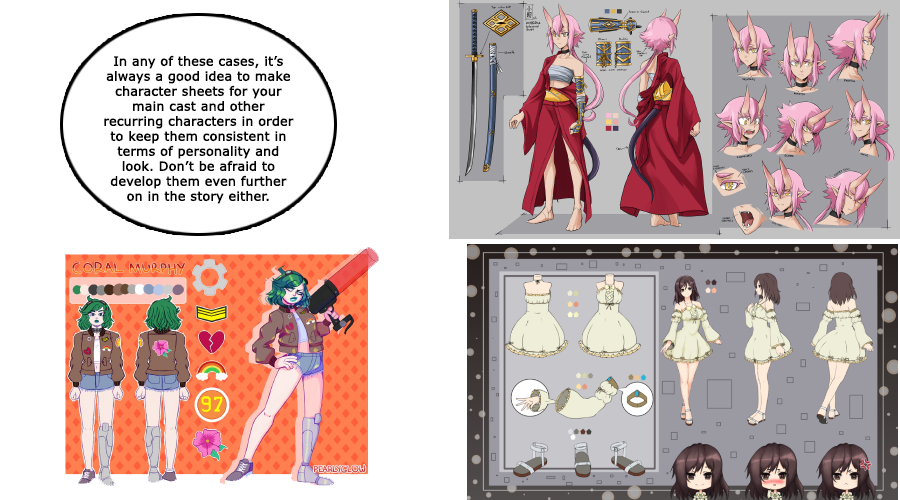 In any of these cases, it's
always a good idea to make
character sheets for your
main cast and other
recurring characters in order
to keep them consistent in
terms of personality and
look. Don't be afraid to
develop them even further
on in the story either.
CORAL MURPHY
97
PEARLYGLOW